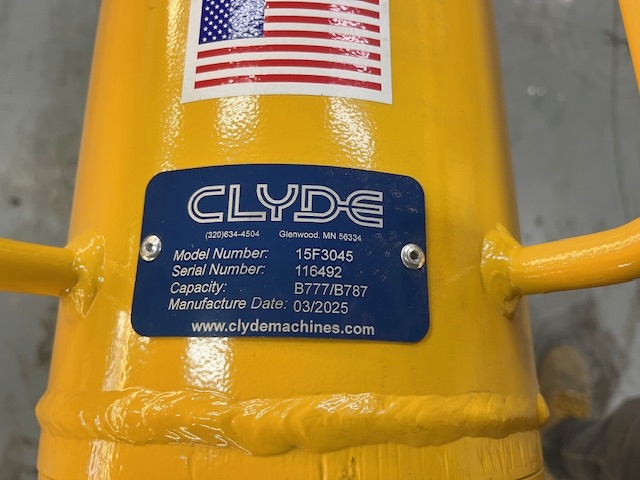 CLYDE
(320)634-4504 Glenwood, MN 56334
Model Number: 15F3045
Serial Number: 116492
Capacity: B777/B787
Manufacture Date: 03/2025
www.clydemachines.com